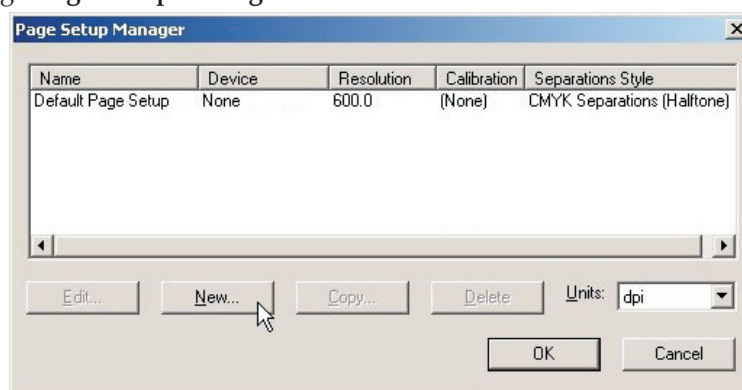 Page Setup Manager
Name Device Resolution Calibration Separations Style
Default Page Setup None 600.0 (None) CMYK Separations (Halftone)
Edit... New... Copy... Delete Units: dpi
OK Cancel